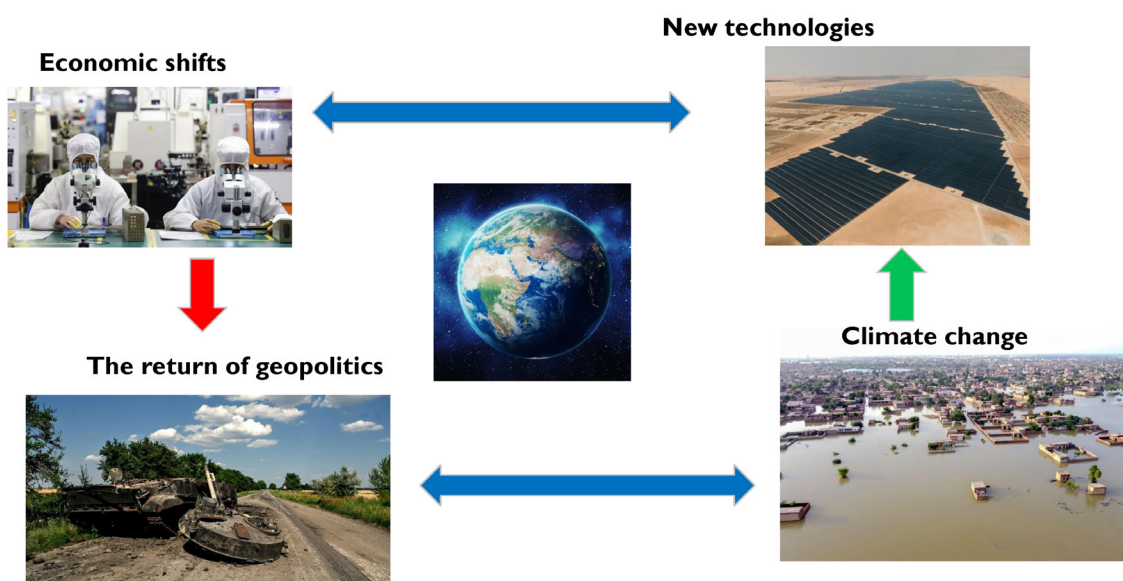 New technologies
Economic shifts
Climate change
The return of geopolitics